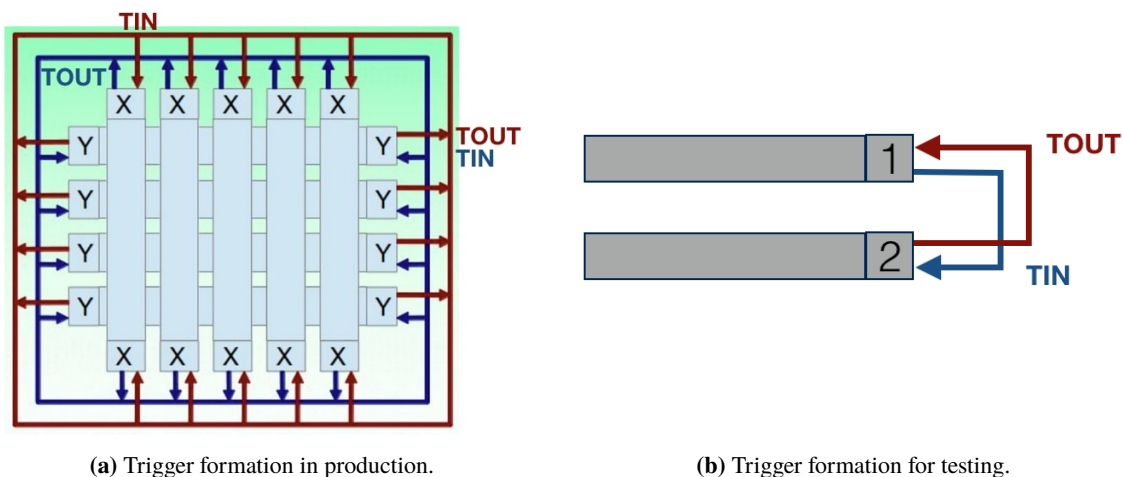 TIN
TOUT
X X X X X
Y Y
TOUT
TIN
Y Y
Y Y
Y Y
X X X X X
1
TOUT
2
TIN
(a) Trigger formation in production.
(b) Trigger formation for testing.